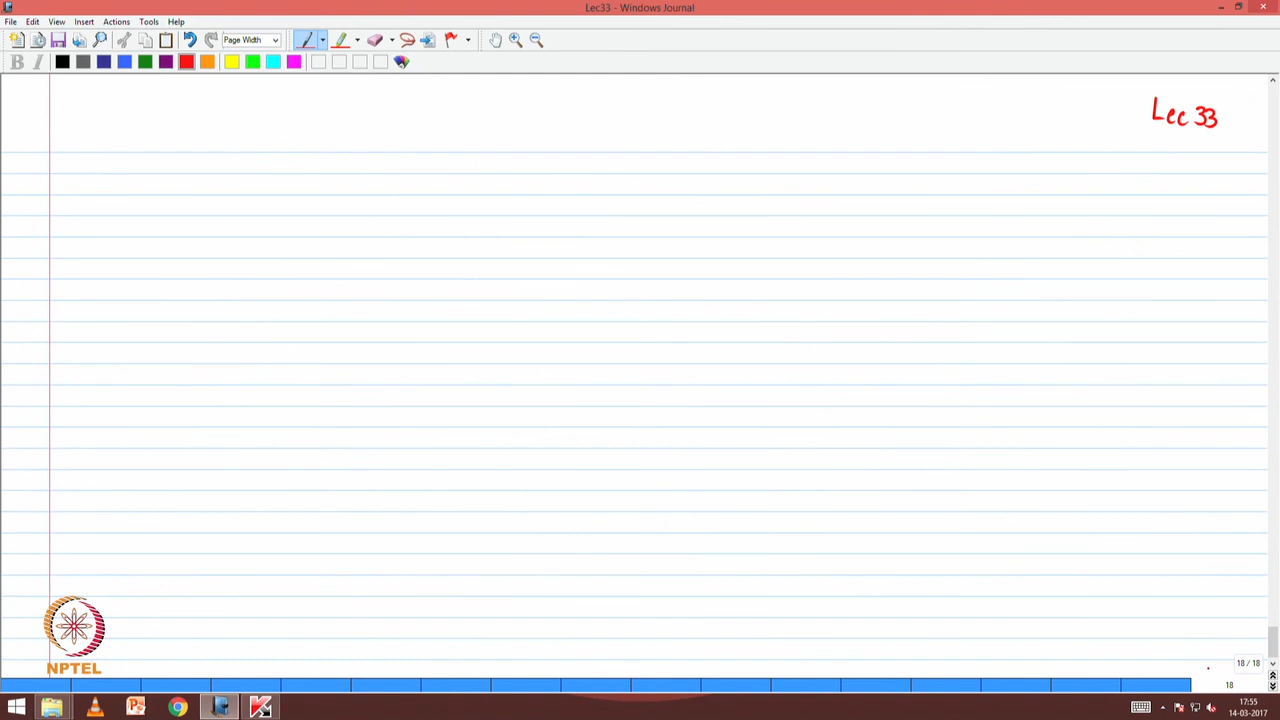 Lec33 - Windows Journal
File Edit View Insert Actions Tools Help
Page Width
B I
Lec 33
NPTEL
18 / 18
18
17:55
14-03-2017